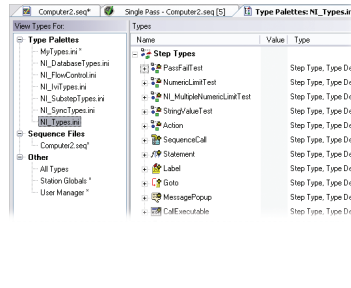 Computer2.seq* Single Pass - Computer2.seq [5] Type Palettes: NI_Types.in
View Types For:
Type Palettes
MyTypes.ini *
NI_DatabaseTypes.ini
NI_FlowControl.ini
NI_IviTypes.ini
NI_SubstepTypes.ini
NI_SyncTypes.ini
NI_Types.ini
Sequence Files
Computer2.seq*
Other
All Types
Station Globals *
User Manager *
Types
Name Value Type
Step Types
PassFailTest Step Type, Type De
NumericLimitTest Step Type, Type De
NI_MultipleNumericLimitTest Step Type, Type De
StringValueTest Step Type, Type De
Action Step Type, Type De
SequenceCall Step Type, Type De
Statement Step Type, Type De
Label Step Type, Type De
Goto Step Type, Type De
MessagePopup Step Type, Type De
CallExecutable Step Type, Type De